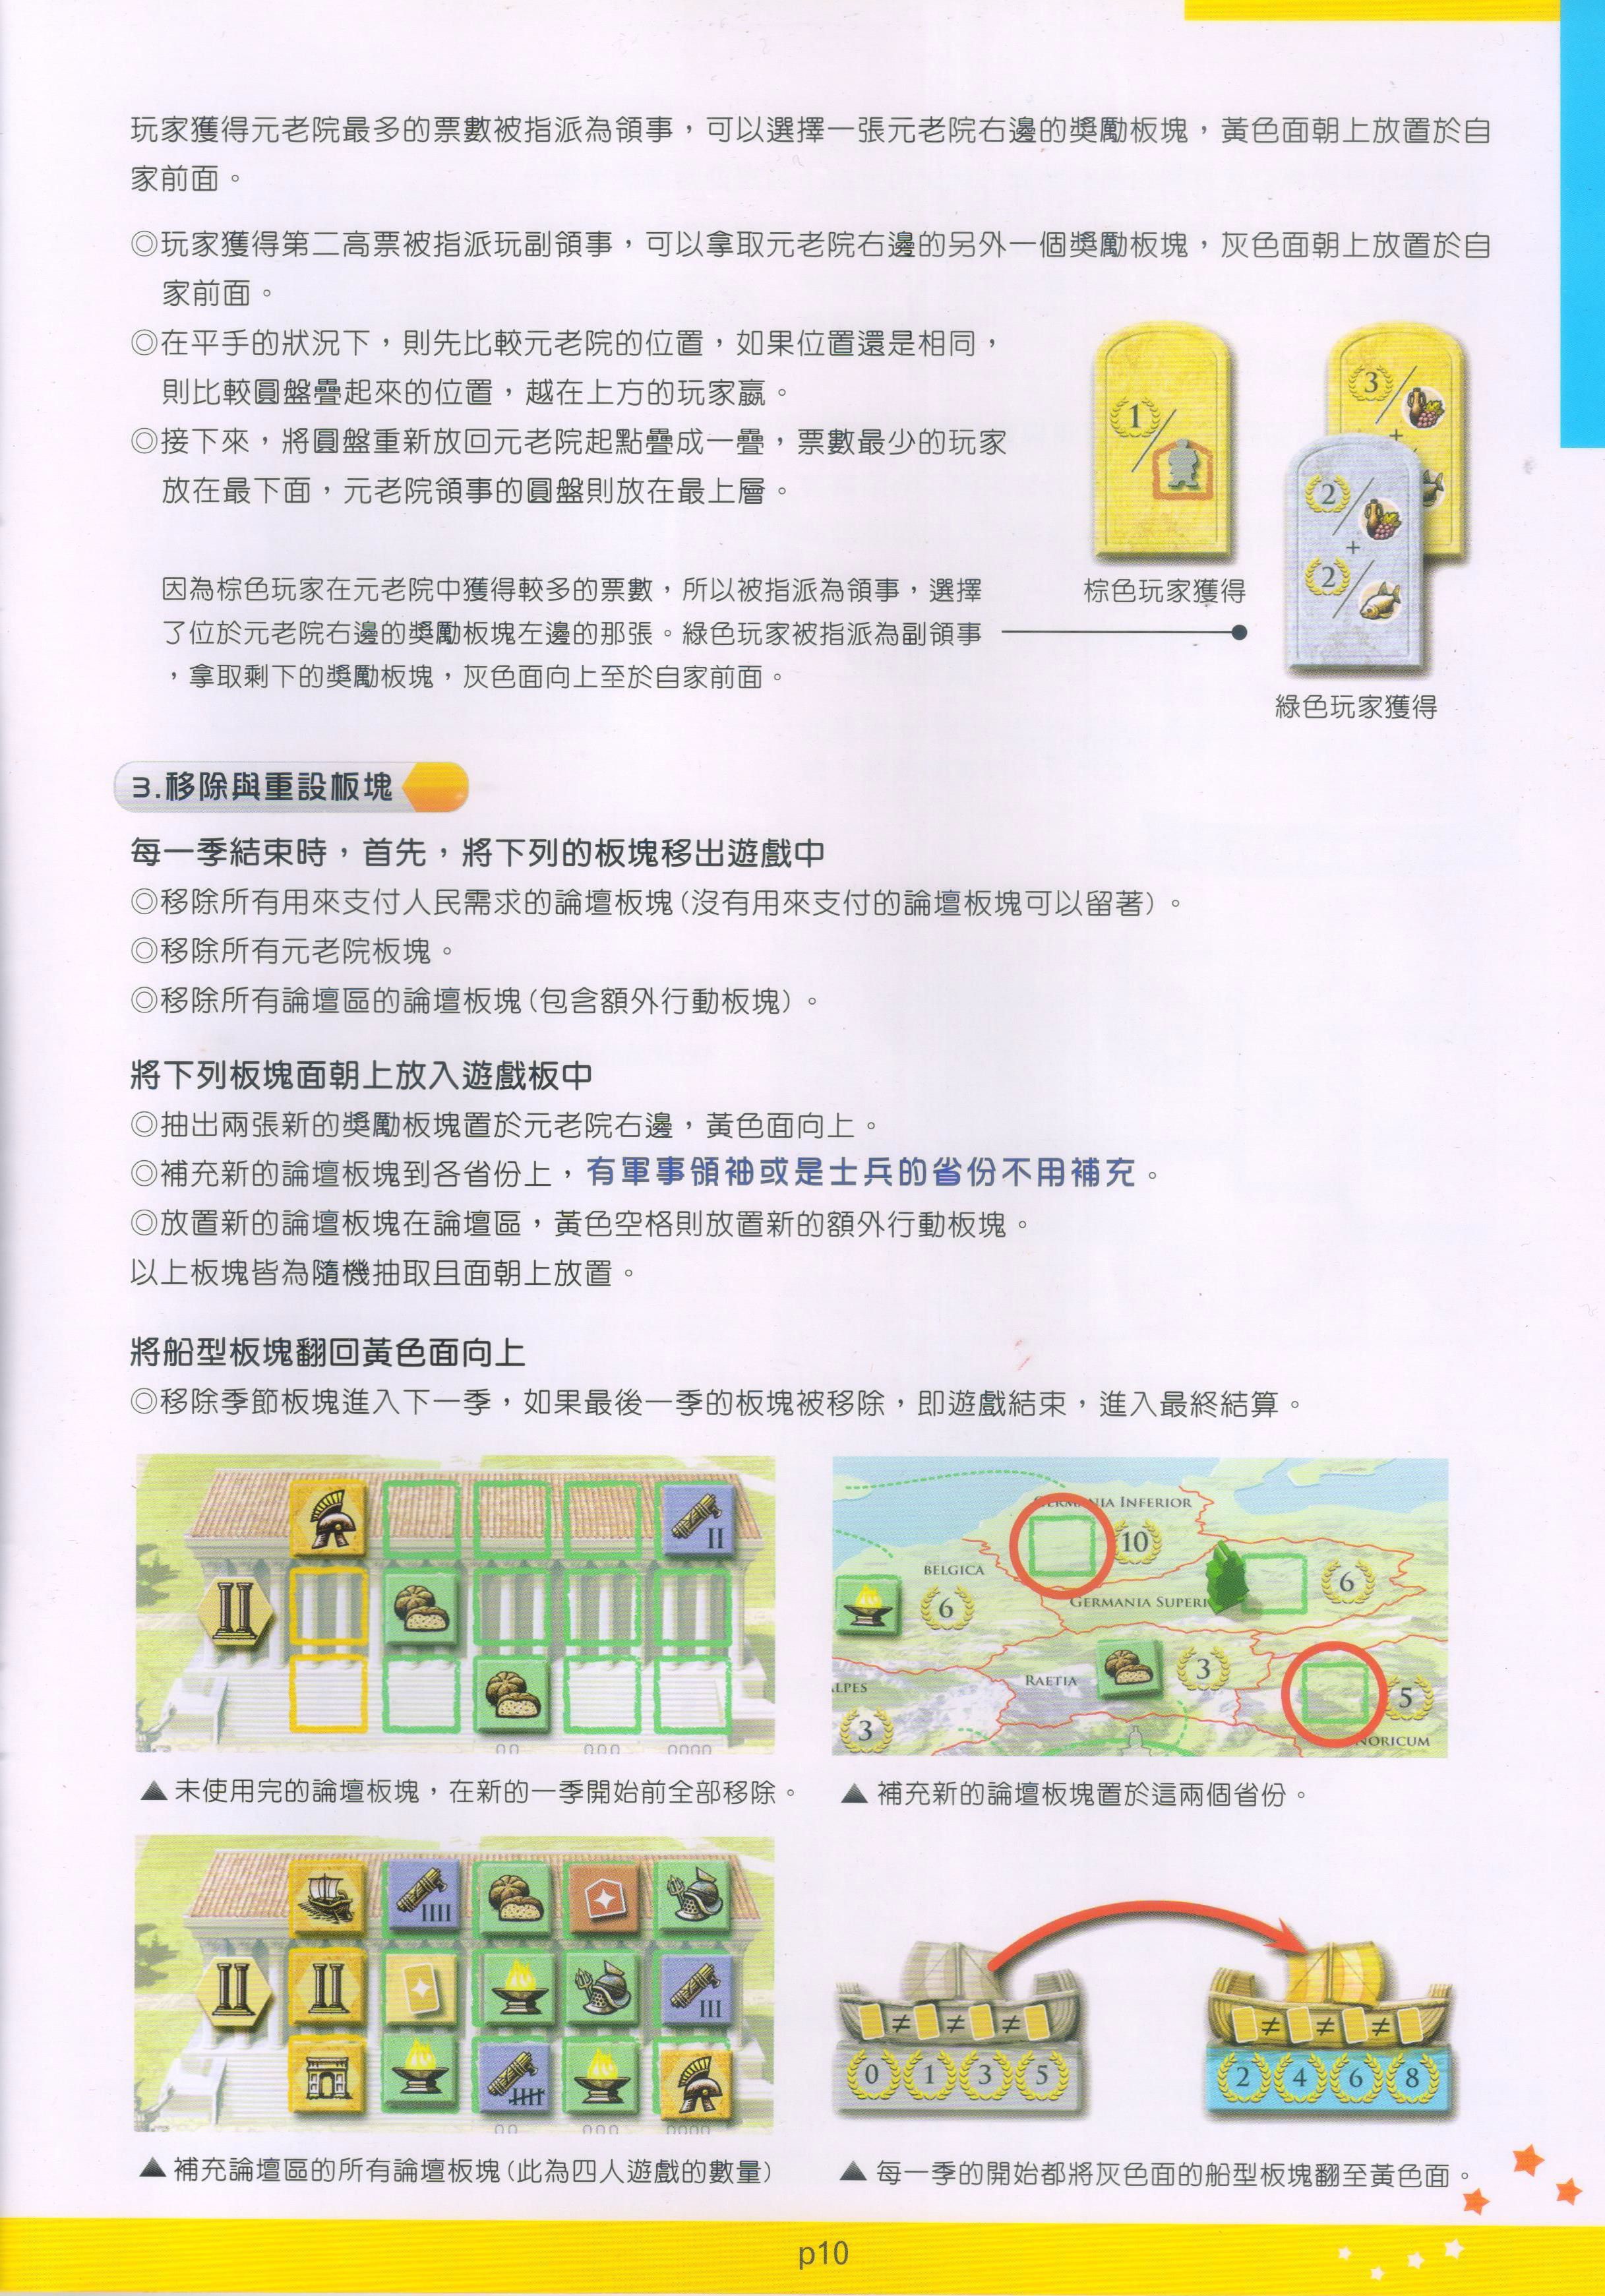 玩家獲得元老院最多的票數被指派為領事，可以選擇一張元老院右邊的獎勵板塊，黃色面朝上放置於自
家前面。
◎玩家獲得第二高票被指派玩副領事，可以拿取元老院右邊的另外一個獎勵板塊，灰色面朝上放置於自
家前面。
◎在平手的狀況下，則先比較元老院的位置，如果位置還是相同，
則比較圓盤疊起來的位置，越在上方的玩家贏。
◎接下來，將圓盤重新放回元老院起點疊成一疊，票數最少的玩家
放在最下面，元老院領事的圓盤則放在最上層。
1
3
2
+
2
因為棕色玩家在元老院中獲得較多的票數，所以被指派為領事，選擇
了位於元老院右邊的獎勵板塊左邊的那張。綠色玩家被指派為副領事
，拿取剩下的獎勵板塊，灰色面向上至於自家前面。
棕色玩家獲得
綠色玩家獲得
3.移除與重設板塊
每一季結束時，首先，將下列的板塊移出遊戲中
◎移除所有用來支付人民需求的論壇板塊(沒有用來支付的論壇板塊可以留著)。
◎移除所有元老院板塊。
◎移除所有論壇區的論壇板塊(包含額外行動板塊)。
將下列板塊面朝上放入遊戲板中
◎抽出兩張新的獎勵板塊置於元老院右邊，黃色面向上。
◎補充新的論壇板塊到各省份上，有軍事領袖或是士兵的省份不用補充。
◎放置新的論壇板塊在論壇區，黃色空格則放置新的額外行動板塊。
以上板塊皆為隨機抽取且面朝上放置。
將船型板塊翻回黃色面向上
◎移除季節板塊進入下一季，如果最後一季的板塊被移除，即遊戲結束，進入最終結算。
II
GERMANIA INFERIOR
10
BELGICA
6
6
GERMANIA SUPERI
RAETIA
3
ALPES
3
5
NORICUM
▲ 未使用完的論壇板塊，在新的一季開始前全部移除。
▲ 補充新的論壇板塊置於這兩個省份。
IIII
III
≠ ≠ ≠
0 1 3 5
≠ ≠ ≠
2 4 6 8
▲ 補充論壇區的所有論壇板塊(此為四人遊戲的數量)
▲ 每一季的開始都將灰色面的船型板塊翻至黃色面。
p10